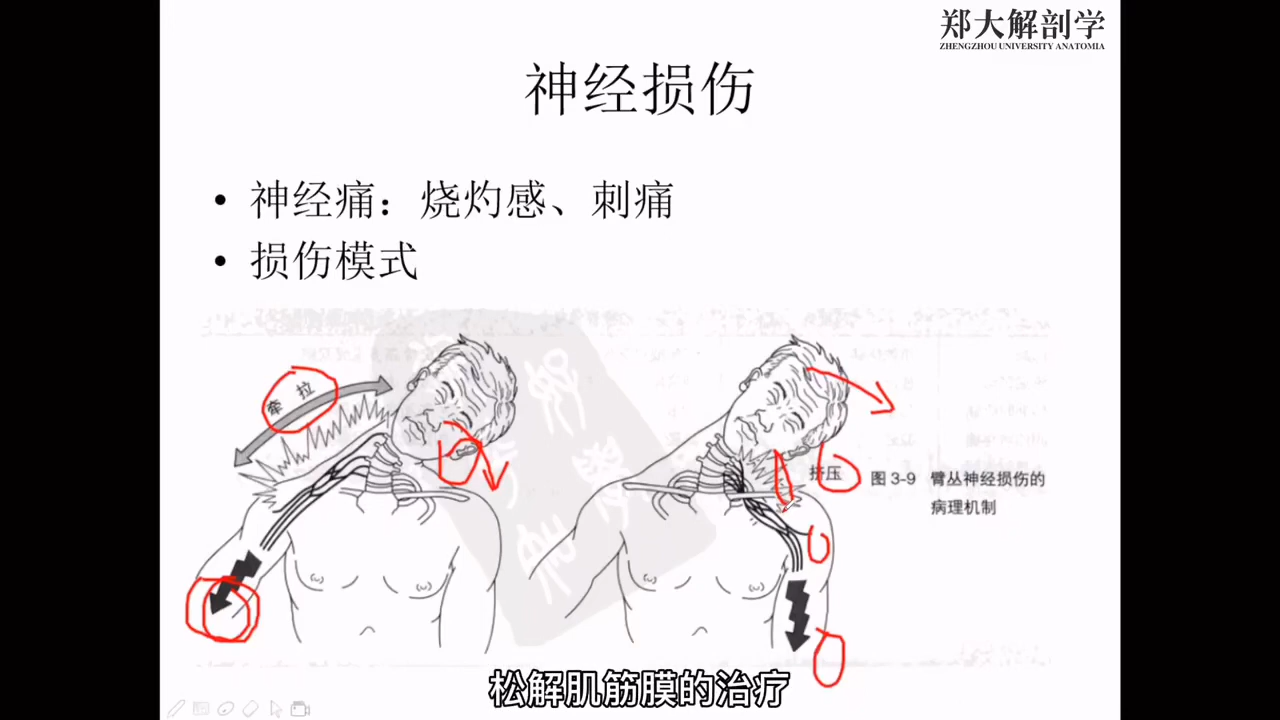 郑大解剖学
ZHENGZHOU UNIVERSITY ANATOMIA
神经损伤
• 神经痛：烧灼感、刺痛
• 损伤模式
牵拉
挤压
图 3-9 臂丛神经损伤的
病理机制
松解肌筋膜的治疗